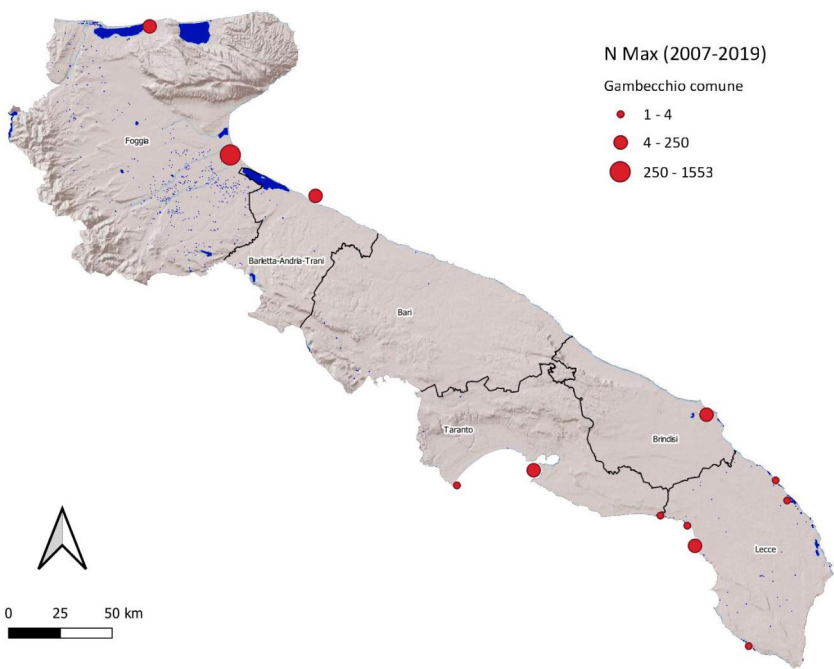 N Max (2007-2019)
Gambecchio comune
1 - 4
4 - 250
250 - 1553
Foggia
Barletta-Andria-Trani
Bari
Taranto
Brindisi
Lecce
0 25 50 km